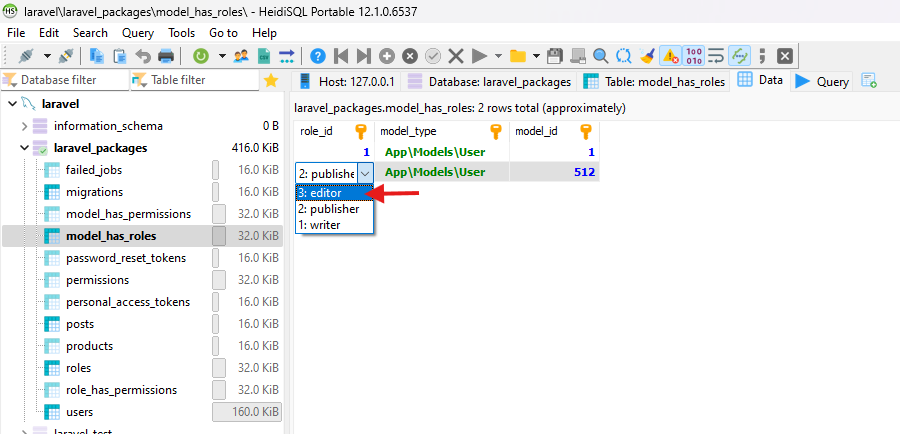 laravel\laravel_packages\model_has_roles\ - HeidiSQL Portable 12.1.0.6537
File Edit Search Query Tools Go to Help
Database filter Table filter
Host: 127.0.0.1 Database: laravel_packages Table: model_has_roles Data Query
laravel
information_schema 0 B
laravel_packages 416.0 KiB
failed_jobs 16.0 KiB
migrations 16.0 KiB
model_has_permissions 32.0 KiB
model_has_roles 32.0 KiB
password_reset_tokens 16.0 KiB
permissions 32.0 KiB
personal_access_tokens 16.0 KiB
posts 16.0 KiB
products 16.0 KiB
roles 32.0 KiB
role_has_permissions 32.0 KiB
users 160.0 KiB
laravel_packages.model_has_roles: 2 rows total (approximately)
role_id model_type model_id
1 App\Models\User 1
2: publishe App\Models\User 512
3: editor
2: publisher
1: writer